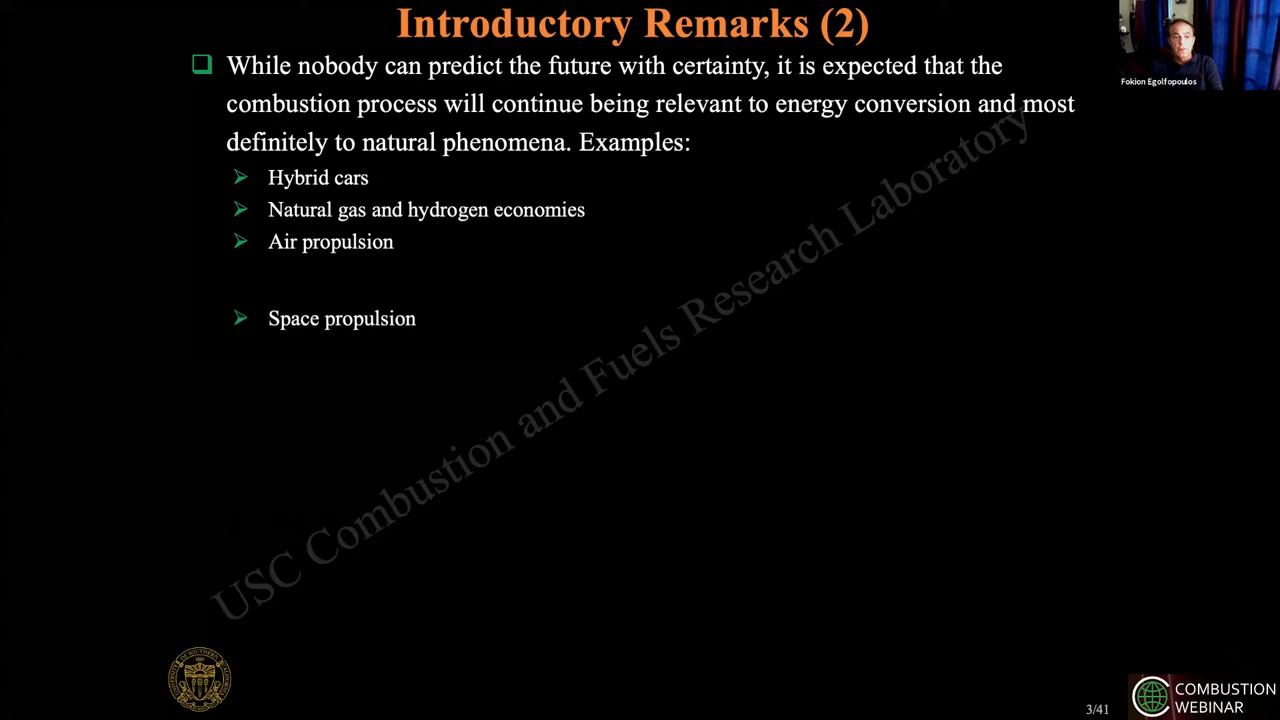 Introductory Remarks (2)
While nobody can predict the future with certainty, it is expected that the
combustion process will continue being relevant to energy conversion and most
definitely to natural phenomena. Examples:
Hybrid cars
Natural gas and hydrogen economies
Air propulsion
Space propulsion
USC Combustion and Fuels Research Laboratory
Fokion Egolfopoulos
3/41
COMBUSTION
WEBINAR